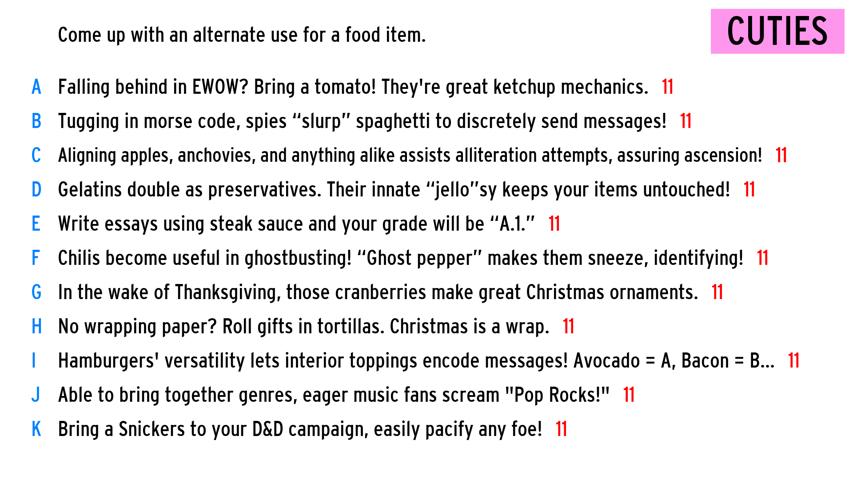 Come up with an alternate use for a food item.
CUTIES
A Falling behind in EWOW? Bring a tomato! They're great ketchup mechanics. 11
B Tugging in morse code, spies “slurp” spaghetti to discretely send messages! 11
C Aligning apples, anchovies, and anything alike assists alliteration attempts, assuring ascension! 11
D Gelatins double as preservatives. Their innate “jello”sy keeps your items untouched! 11
E Write essays using steak sauce and your grade will be “A.1.” 11
F Chilis become useful in ghostbusting! “Ghost pepper” makes them sneeze, identifying! 11
G In the wake of Thanksgiving, those cranberries make great Christmas ornaments. 11
H No wrapping paper? Roll gifts in tortillas. Christmas is a wrap. 11
I Hamburgers' versatility lets interior toppings encode messages! Avocado = A, Bacon = B... 11
J Able to bring together genres, eager music fans scream "Pop Rocks!" 11
K Bring a Snickers to your D&D campaign, easily pacify any foe! 11